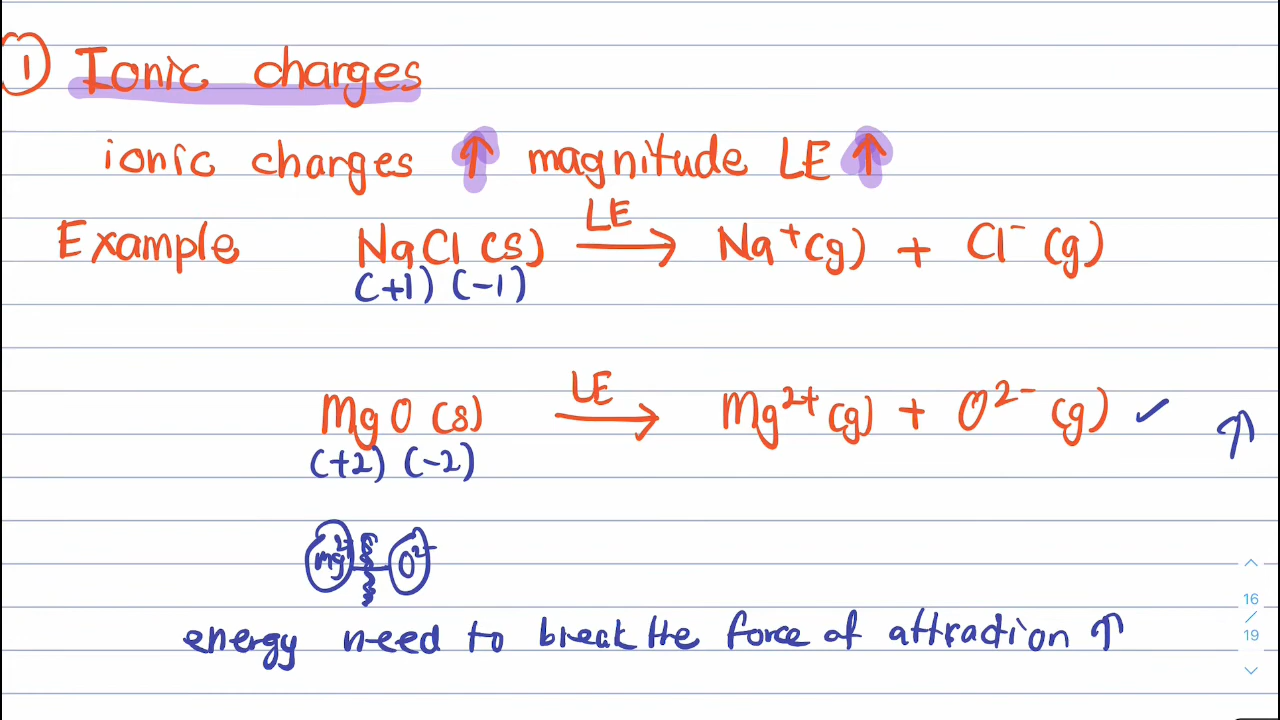 ① Ionic charges
ionic charges ↑ magnitude LE ↑
LE
Example NaCl (s) → Na⁺(g) + Cl⁻ (g)
(+1) (-1)
LE
MgO (s) → Mg²⁺ (g) + O²⁻ (g) ✓ ↑
(+2) (-2)
Mg²⁺ O²⁻
energy need to break the force of attraction ↑
16
/
19